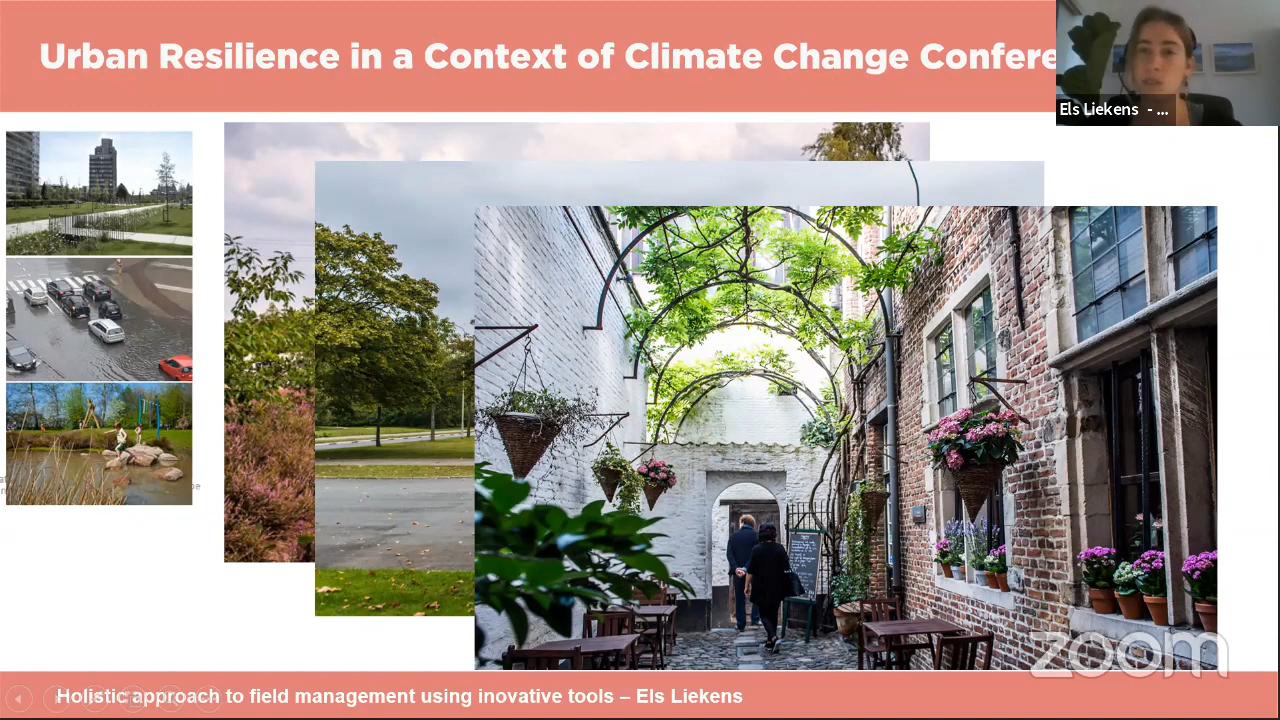 Urban Resilience in a Context of Climate Change Confere
Els Liekens - ...
zoom
Holistic approach to field management using inovative tools – Els Liekens